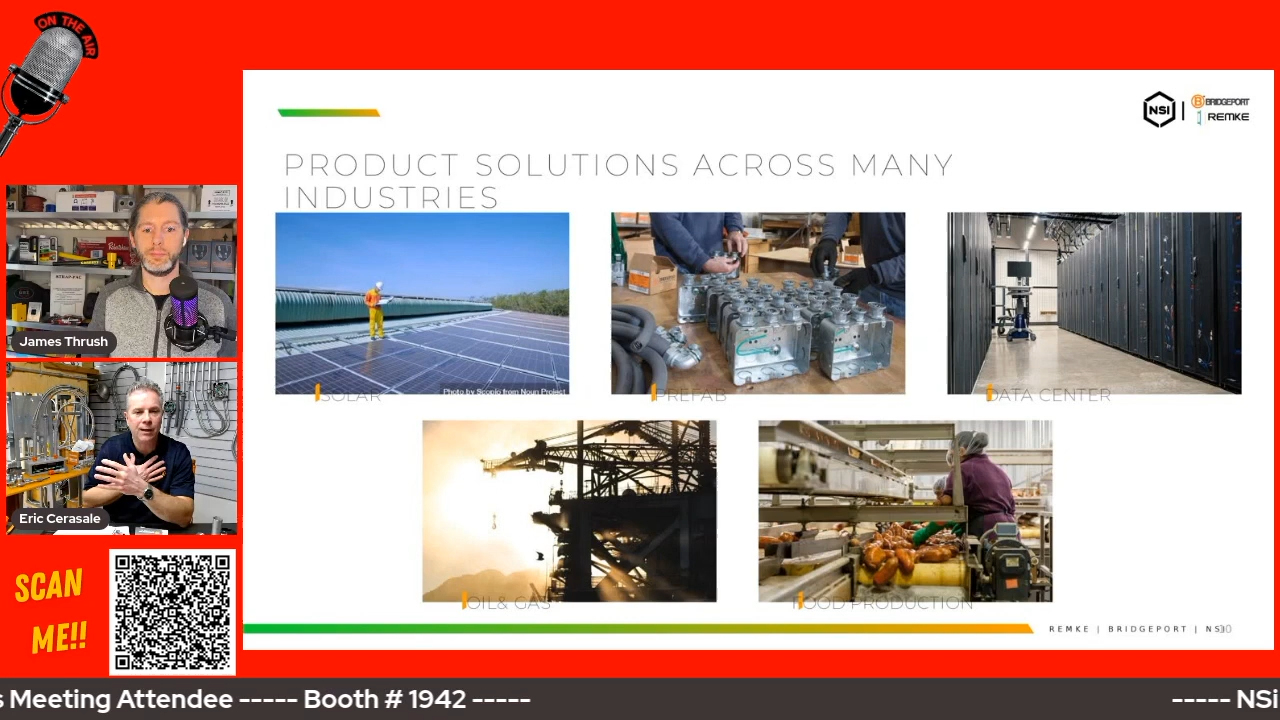 ON THE AIR
NSI
BRIDGEPORT
REMKE
PRODUCT SOLUTIONS ACROSS MANY
INDUSTRIES
James Thrush
Photo by Scopio from Noun Project
SOLAR
PREFAB
DATA CENTER
Eric Cerasale
SCAN
ME!!
OIL& GAS
FOOD PRODUCTION
REMKE | BRIDGEPORT | NSI
s Meeting Attendee ----- Booth # 1942 -----
----- NSi